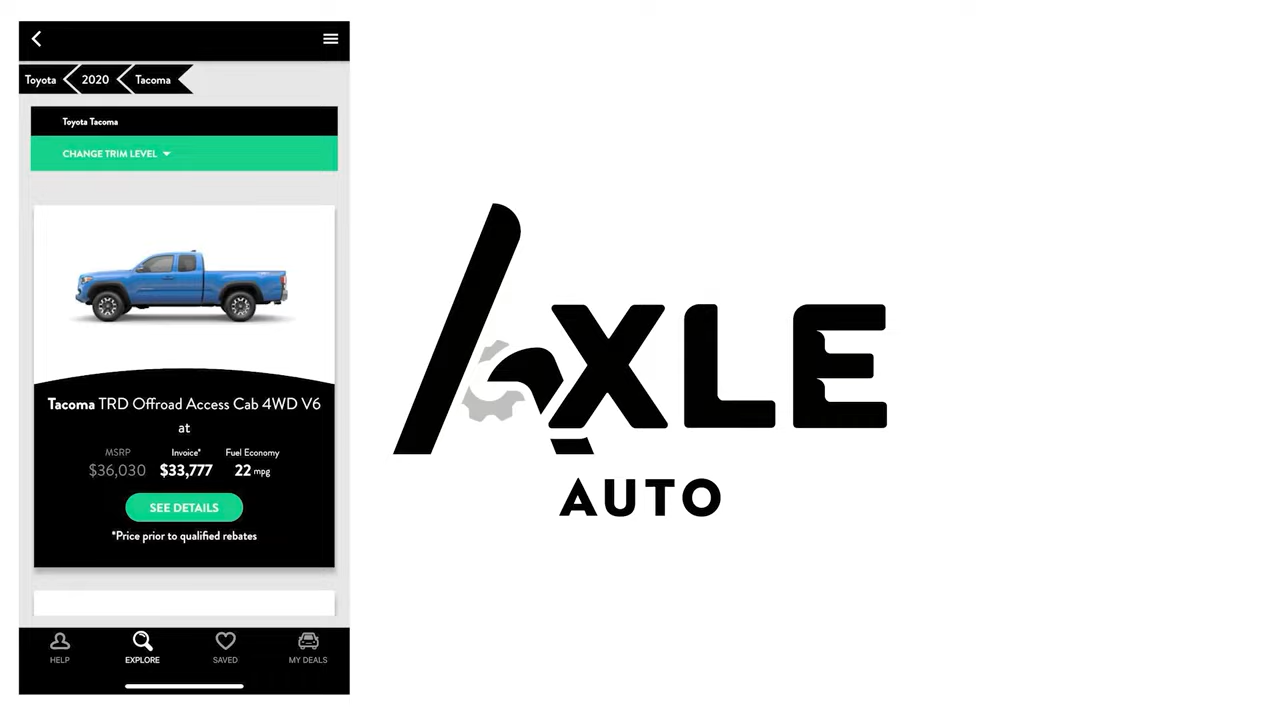 Toyota
2020
Tacoma
Toyota Tacoma
CHANGE TRIM LEVEL
Tacoma TRD Offroad Access Cab 4WD V6
at
MSRP Invoice* Fuel Economy
$36,030 $33,777 22 mpg
SEE DETAILS
*Price prior to qualified rebates
HELP EXPLORE SAVED MY DEALS
AXLE
AUTO